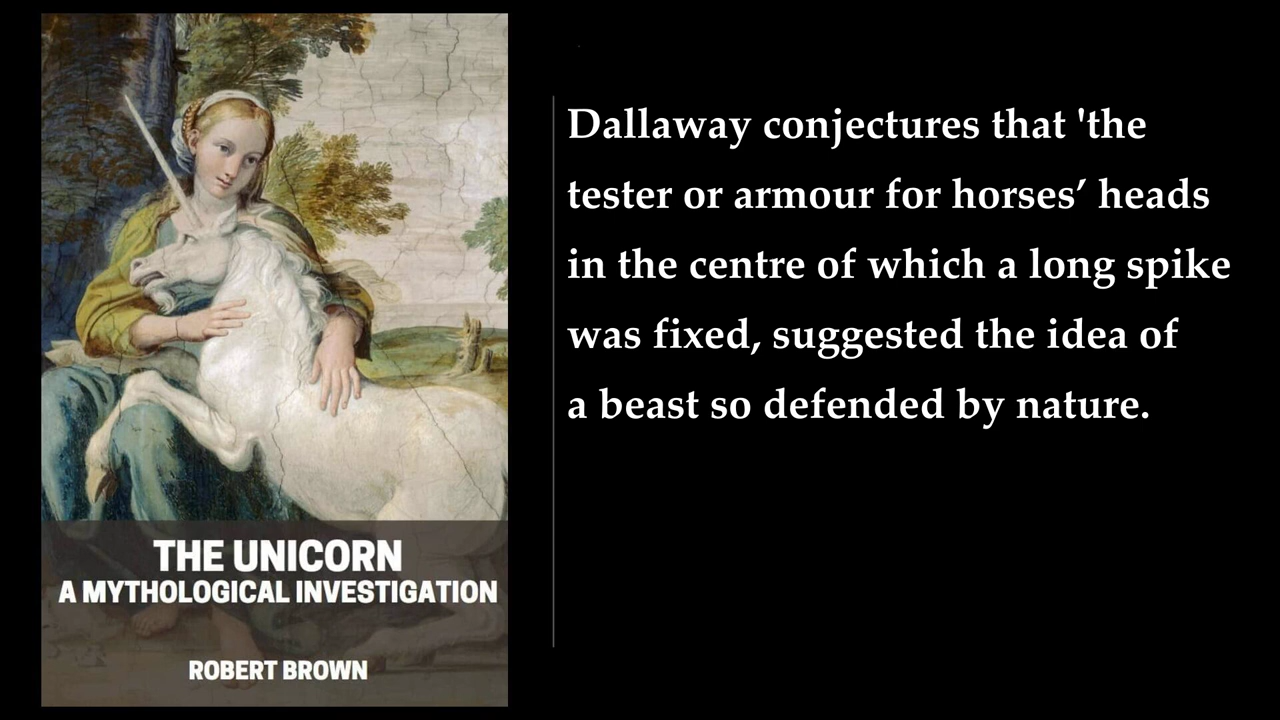 THE UNICORN
A MYTHOLOGICAL INVESTIGATION
ROBERT BROWN
Dallaway conjectures that 'the
tester or armour for horses’ heads
in the centre of which a long spike
was fixed, suggested the idea of
a beast so defended by nature.